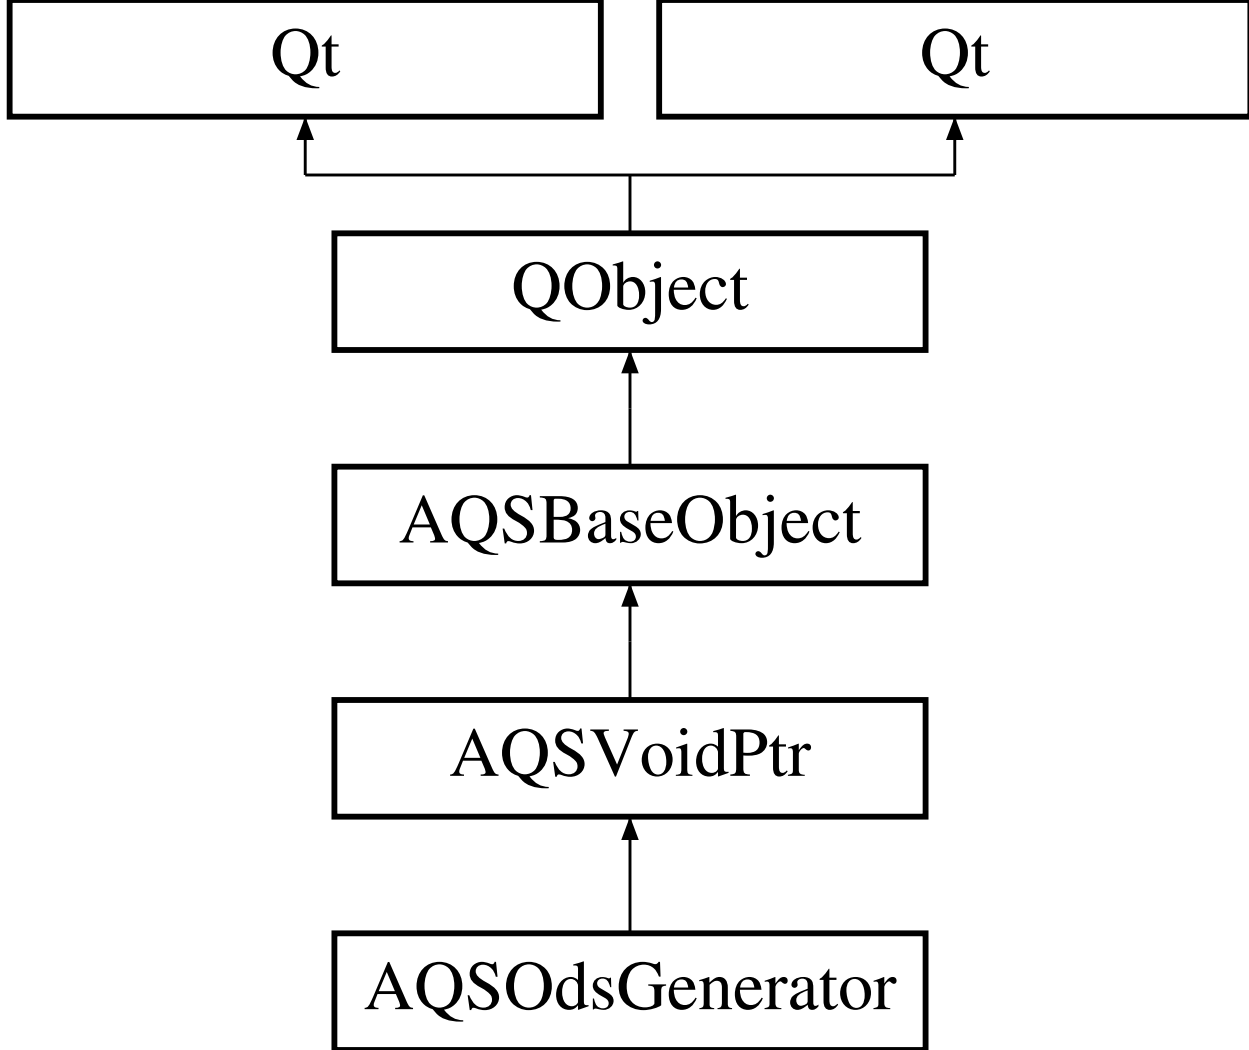 Qt Qt
QObject
AQSBaseObject
AQSVoidPtr
AQSOdsGenerator